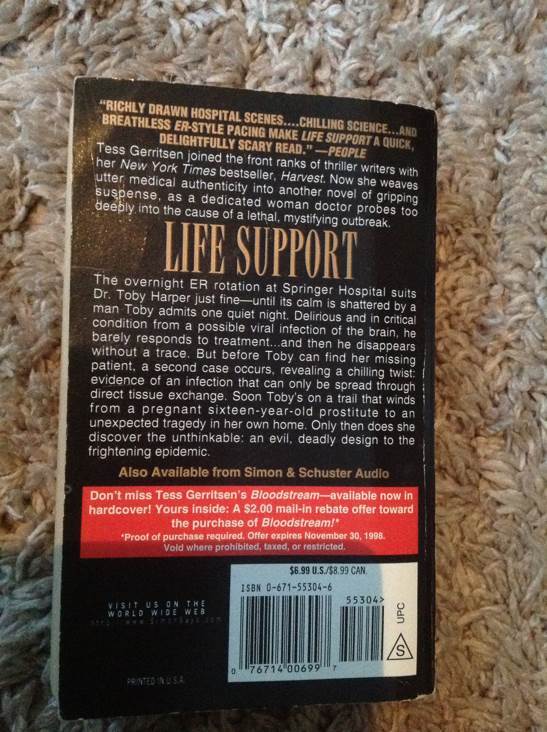 "RICHLY DRAWN HOSPITAL SCENES....CHILLING SCIENCE...AND
BREATHLESS ER-STYLE PACING MAKE LIFE SUPPORT A QUICK,
DELIGHTFULLY SCARY READ." —PEOPLE
Tess Gerritsen joined the front ranks of thriller writers with
her New York Times bestseller, Harvest. Now she weaves
utter medical authenticity into another novel of gripping
suspense, as a dedicated woman doctor probes too
deeply into the cause of a lethal, mystifying outbreak.
LIFE SUPPORT
The overnight ER rotation at Springer Hospital suits
Dr. Toby Harper just fine—until its calm is shattered by a
man Toby admits one quiet night. Delirious and in critical
condition from a possible viral infection of the brain, he
barely responds to treatment...and then he disappears
without a trace. But before Toby can find her missing
patient, a second case occurs, revealing a chilling twist:
evidence of an infection that can only be spread through
direct tissue exchange. Soon Toby's on a trail that winds
from a pregnant sixteen-year-old prostitute to an
unexpected tragedy in her own home. Only then does she
discover the unthinkable: an evil, deadly design to the
frightening epidemic.
Also Available from Simon & Schuster Audio
Don't miss Tess Gerritsen's Bloodstream—available now in
hardcover! Yours inside: A $2.00 mail-in rebate offer toward
the purchase of Bloodstream!*
*Proof of purchase required. Offer expires November 30, 1998.
Void where prohibited, taxed, or restricted.
$6.99 U.S./$8.99 CAN.
ISBN 0-671-55304-6
55304>
UPC
S
0 76714 00699 7
VISIT US ON THE
WORLD WIDE WEB
http://www.SimonSays.com
PRINTED IN U.S.A.